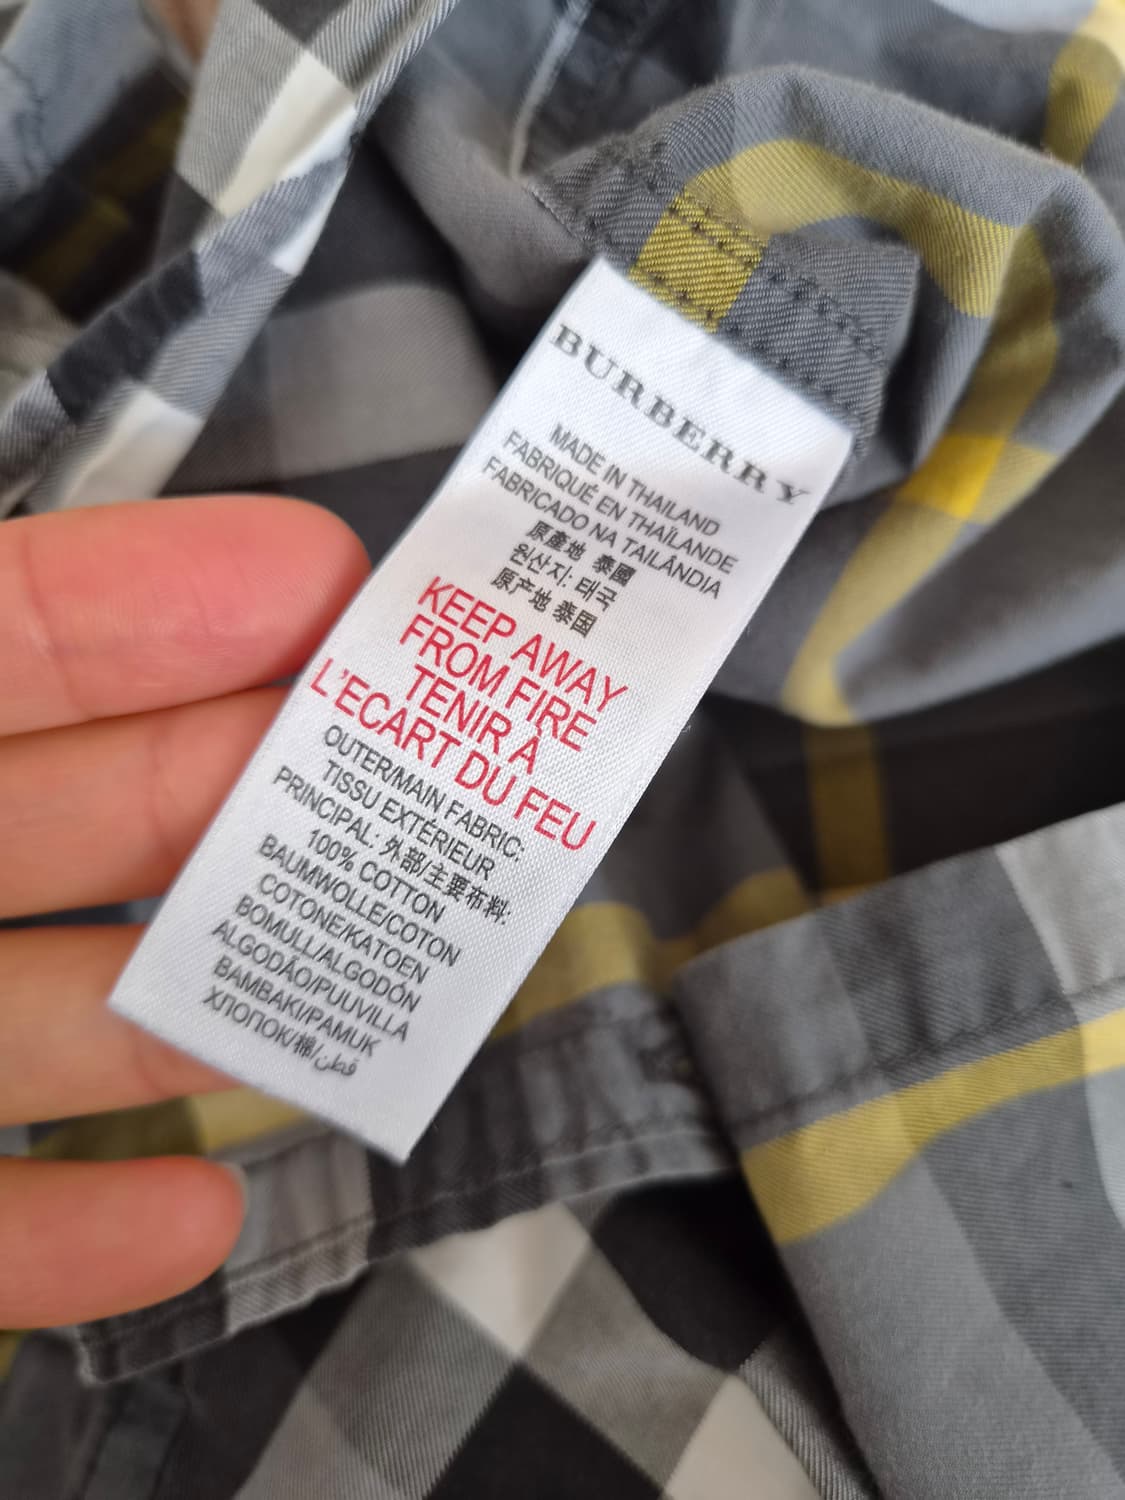 BURBERRY
MADE IN THAILAND
FABRIQUÉ EN THAÏLANDE
FABRICADO NA TAILÂNDIA
原產地 泰國
원산지: 태국
原产地 泰国
KEEP AWAY
FROM FIRE
TENIR À
L'ECART DU FEU
OUTER/MAIN FABRIC:
TISSU EXTÉRIEUR
PRINCIPAL: 外部/主要布料:
100% COTTON
BAUMWOLLE/COTON
COTONE/KATOEN
BOMULL/ALGODÓN
ALGODÃO/PUUVILLA
BAMBAKI/PAMUK
ХЛОПОК/棉/قطن